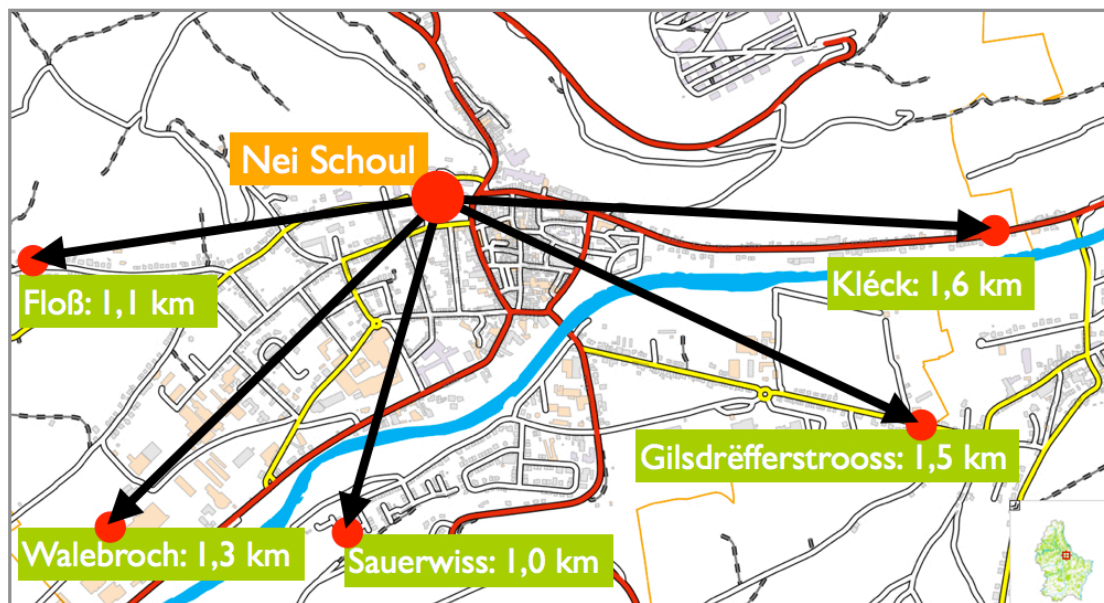 Nei Schoul
Floß: 1,1 km
Kléck: 1,6 km
Gilsdrëfferstrooss: 1,5 km
Walebroch: 1,3 km
Sauerwiss: 1,0 km